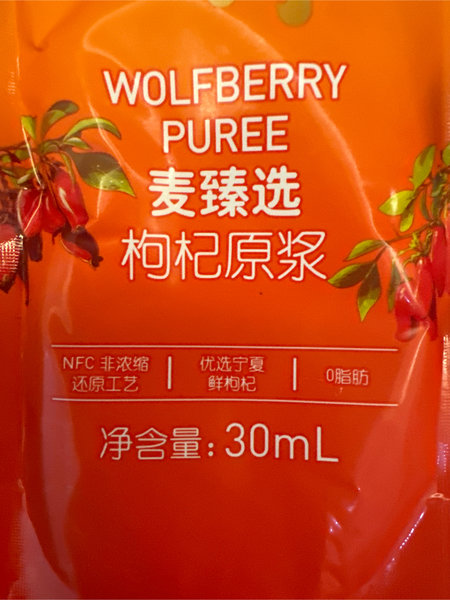 WOLFBERRY
PUREE
麦臻选
枸杞原浆
NFC 非浓缩
还原工艺
优选宁夏
鲜枸杞
0脂肪
净含量：30mL